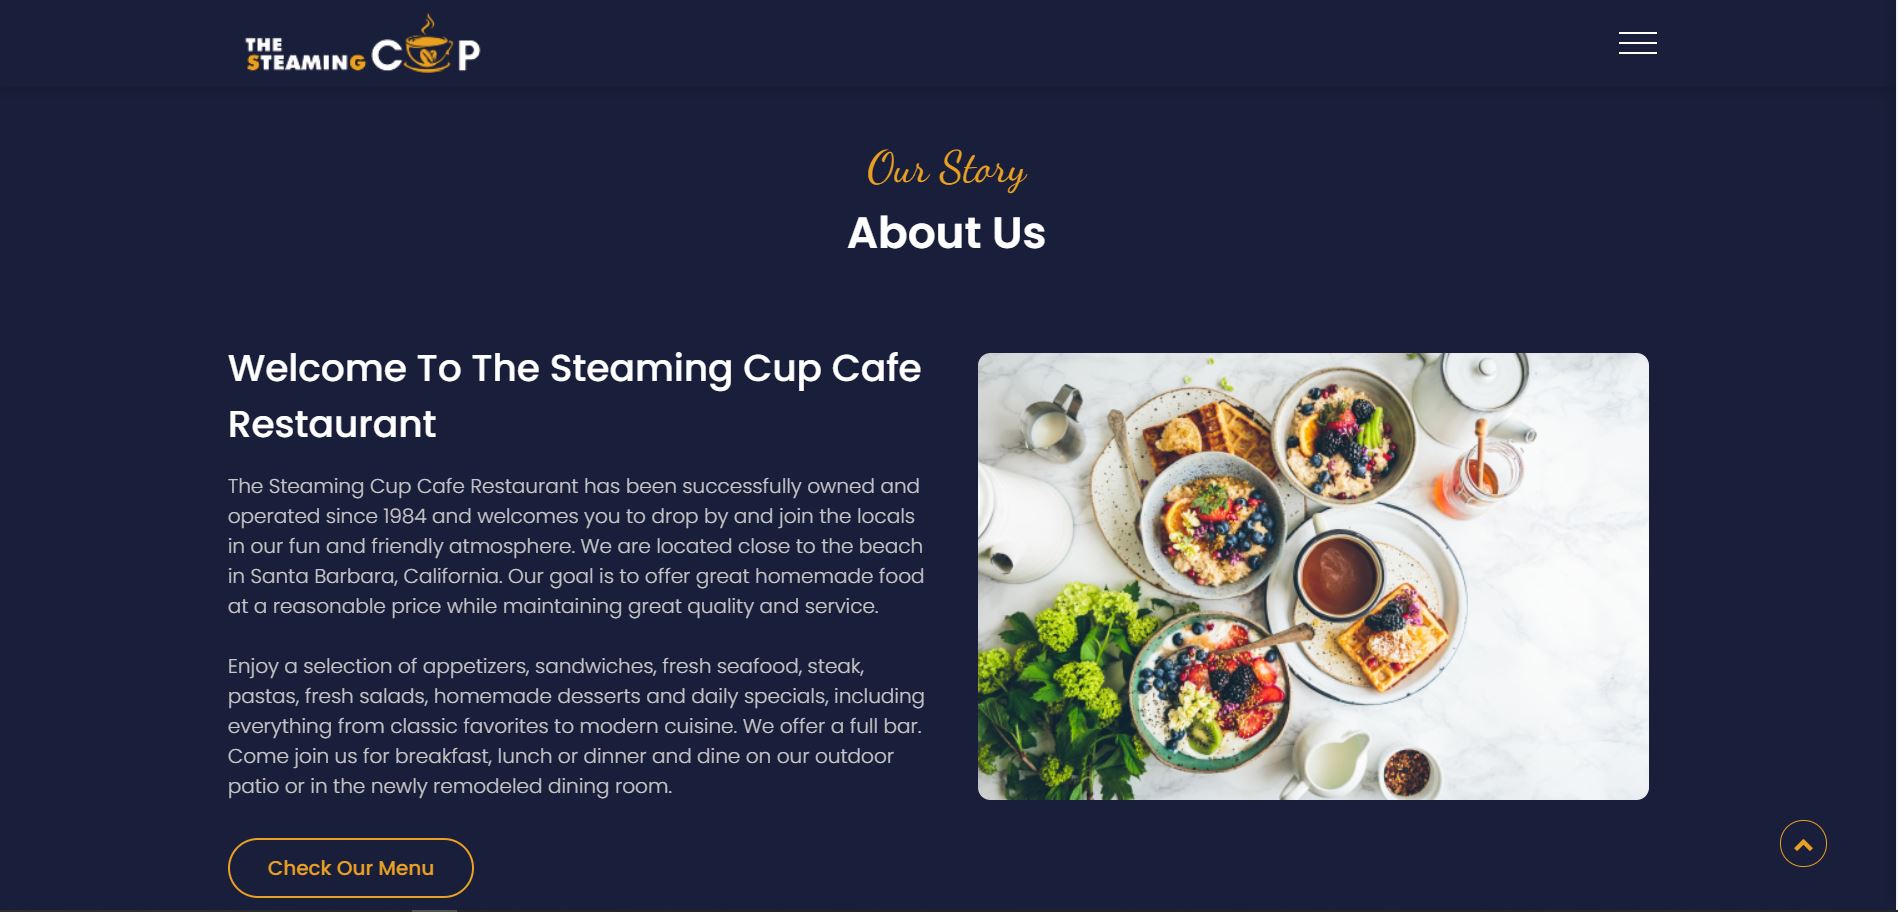 THE
STEAMING CUP
Our Story
About Us
Welcome To The Steaming Cup Cafe
Restaurant
The Steaming Cup Cafe Restaurant has been successfully owned and
operated since 1984 and welcomes you to drop by and join the locals
in our fun and friendly atmosphere. We are located close to the beach
in Santa Barbara, California. Our goal is to offer great homemade food
at a reasonable price while maintaining great quality and service.
Enjoy a selection of appetizers, sandwiches, fresh seafood, steak,
pastas, fresh salads, homemade desserts and daily specials, including
everything from classic favorites to modern cuisine. We offer a full bar.
Come join us for breakfast, lunch or dinner and dine on our outdoor
patio or in the newly remodeled dining room.
Check Our Menu